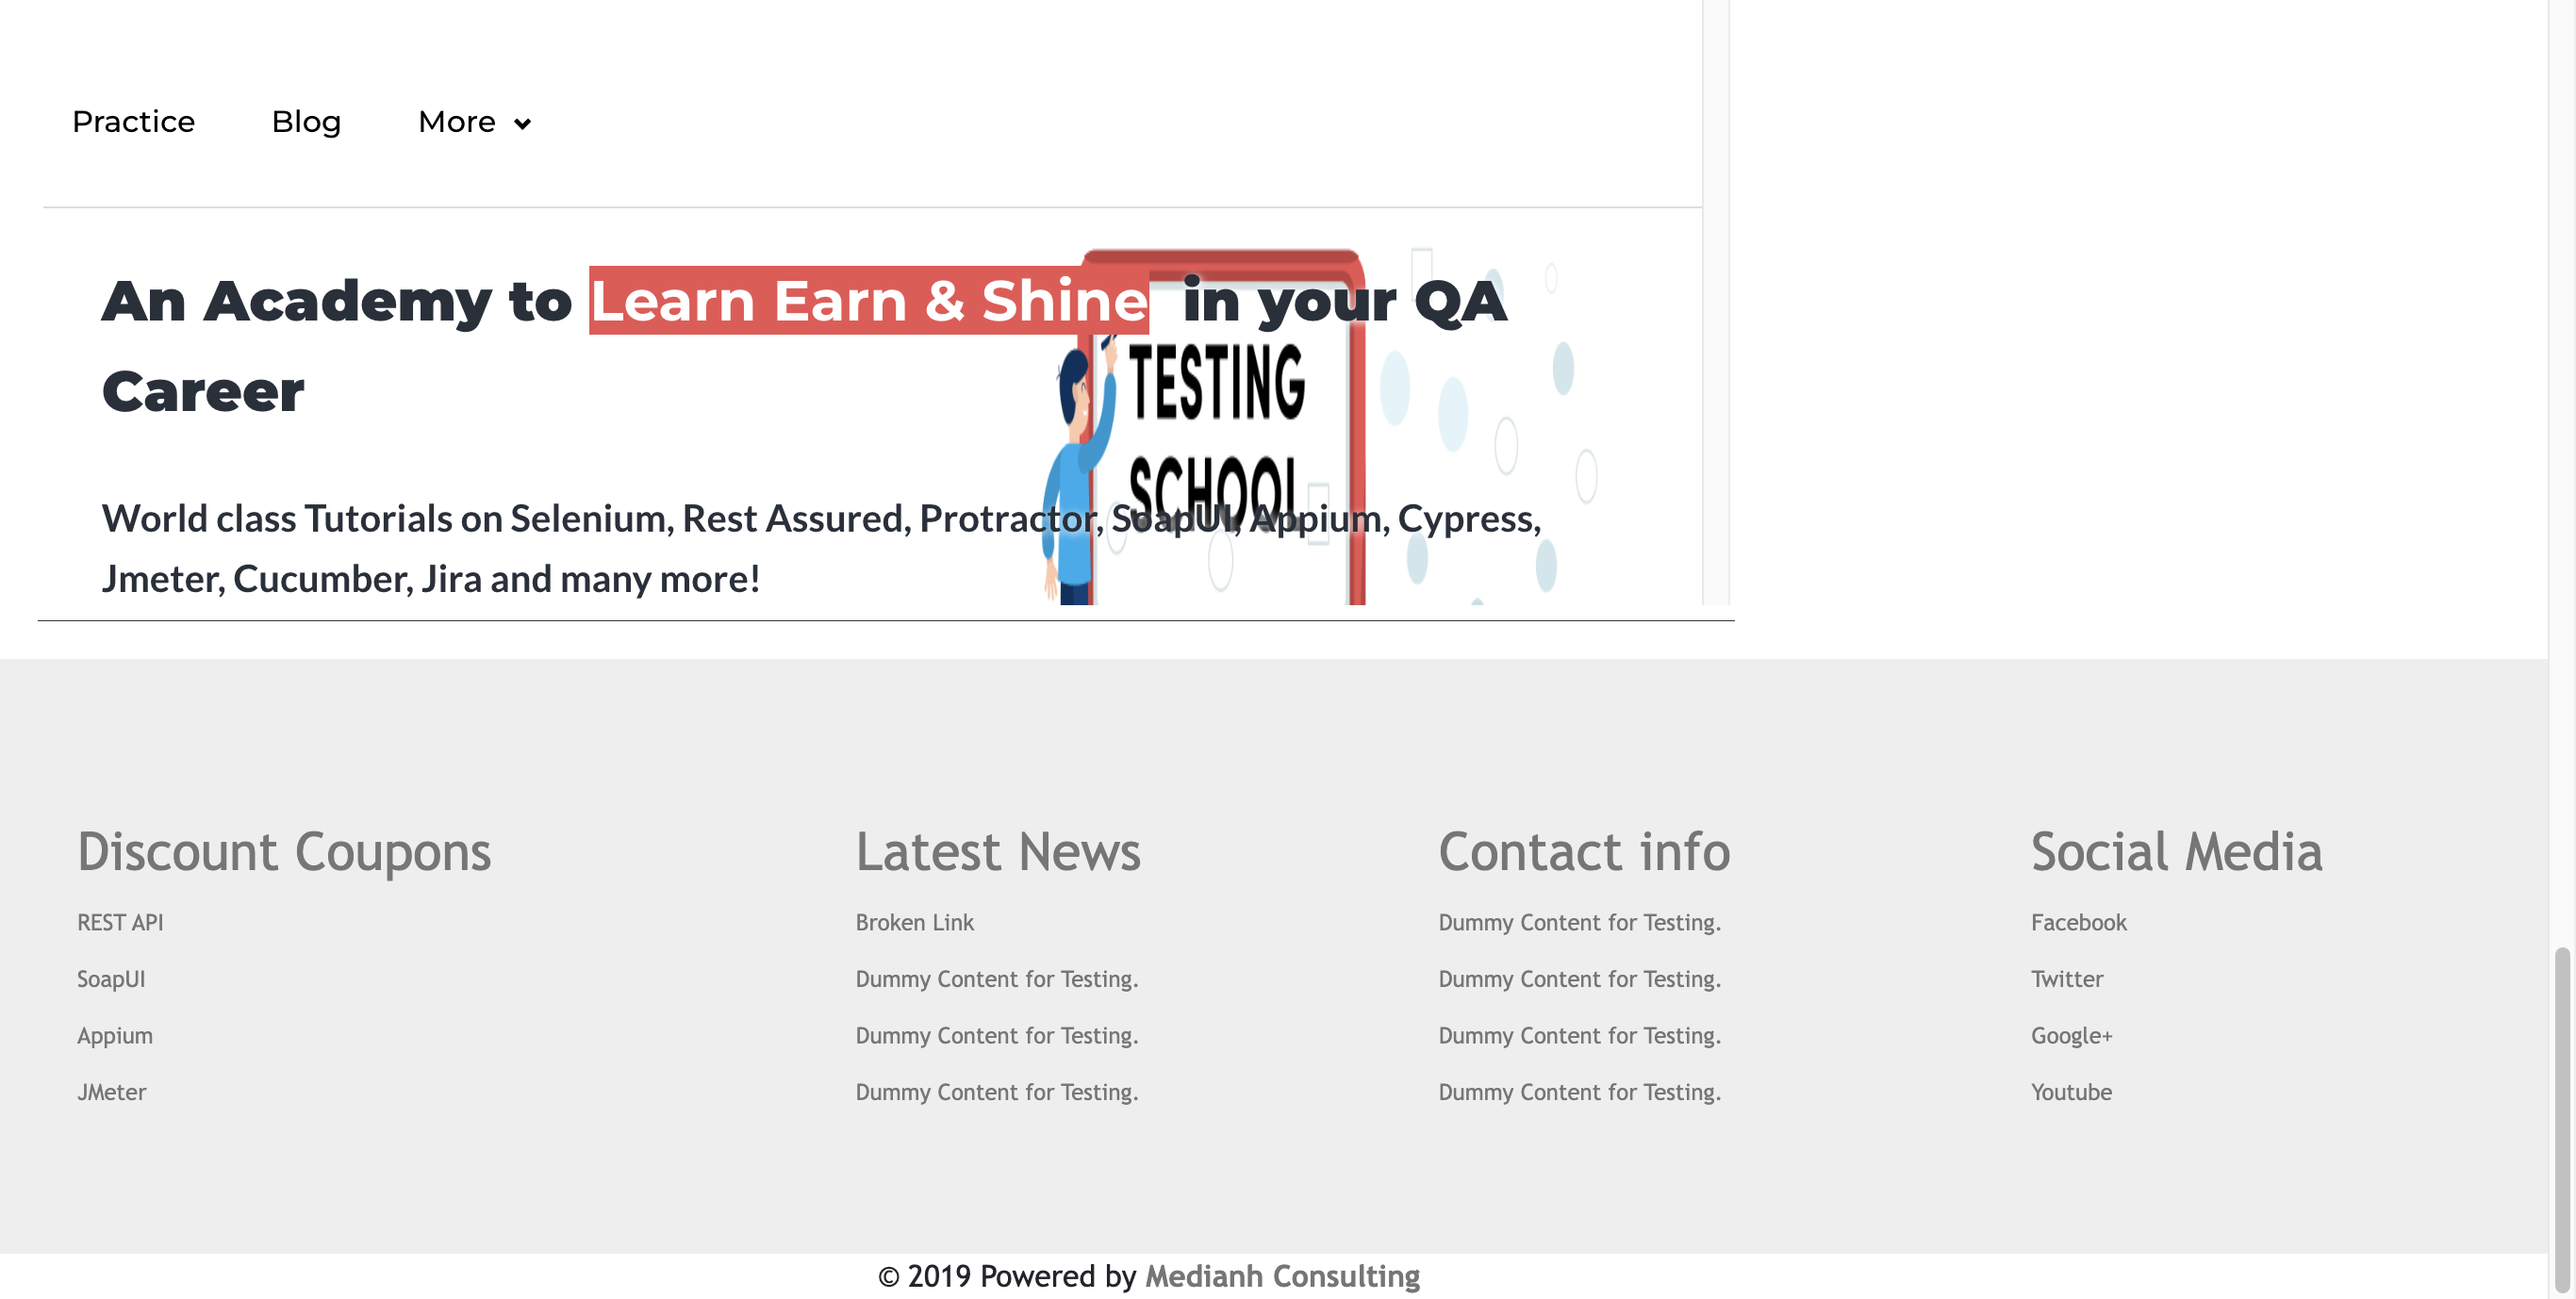 Practice Blog More
An Academy to Learn Earn & Shine in your QA
Career
TESTING
SCHOOL
World class Tutorials on Selenium, Rest Assured, Protractor, SoapUI, Appium, Cypress,
Jmeter, Cucumber, Jira and many more!
Discount Coupons Latest News Contact info Social Media
REST API Broken Link Dummy Content for Testing. Facebook
SoapUI Dummy Content for Testing. Dummy Content for Testing. Twitter
Appium Dummy Content for Testing. Dummy Content for Testing. Google+
JMeter Dummy Content for Testing. Dummy Content for Testing. Youtube
© 2019 Powered by Medianh Consulting